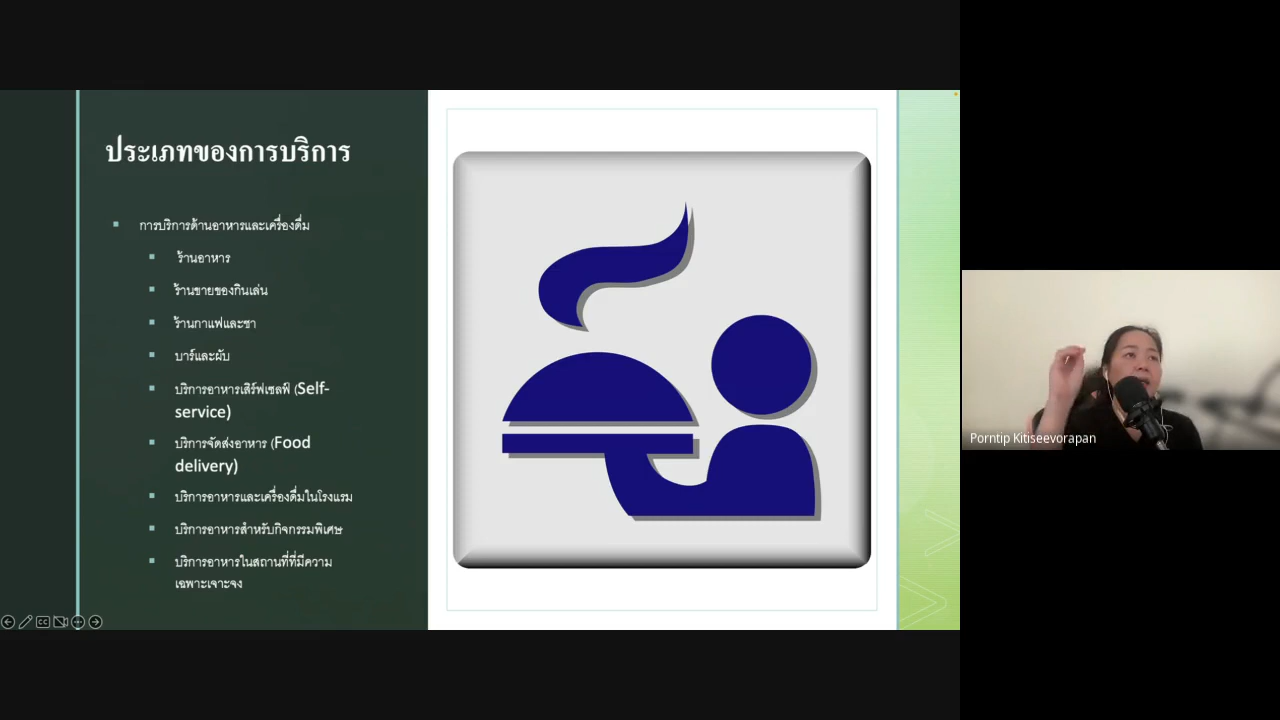 ประเภทของการบริการ
การบริการด้านอาหารและเครื่องดื่ม
ร้านอาหาร
ร้านขายของกินเล่น
ร้านกาแฟและชา
บาร์และผับ
บริการอาหารเสิร์ฟเซลฟ์ (Self-
service)
บริการจัดส่งอาหาร (Food
delivery)
บริการอาหารและเครื่องดื่มในโรงแรม
บริการอาหารสำหรับกิจกรรมพิเศษ
บริการอาหารในสถานที่ที่มีความ
เฉพาะเจาะจง
Porntip Kitiseevorapan